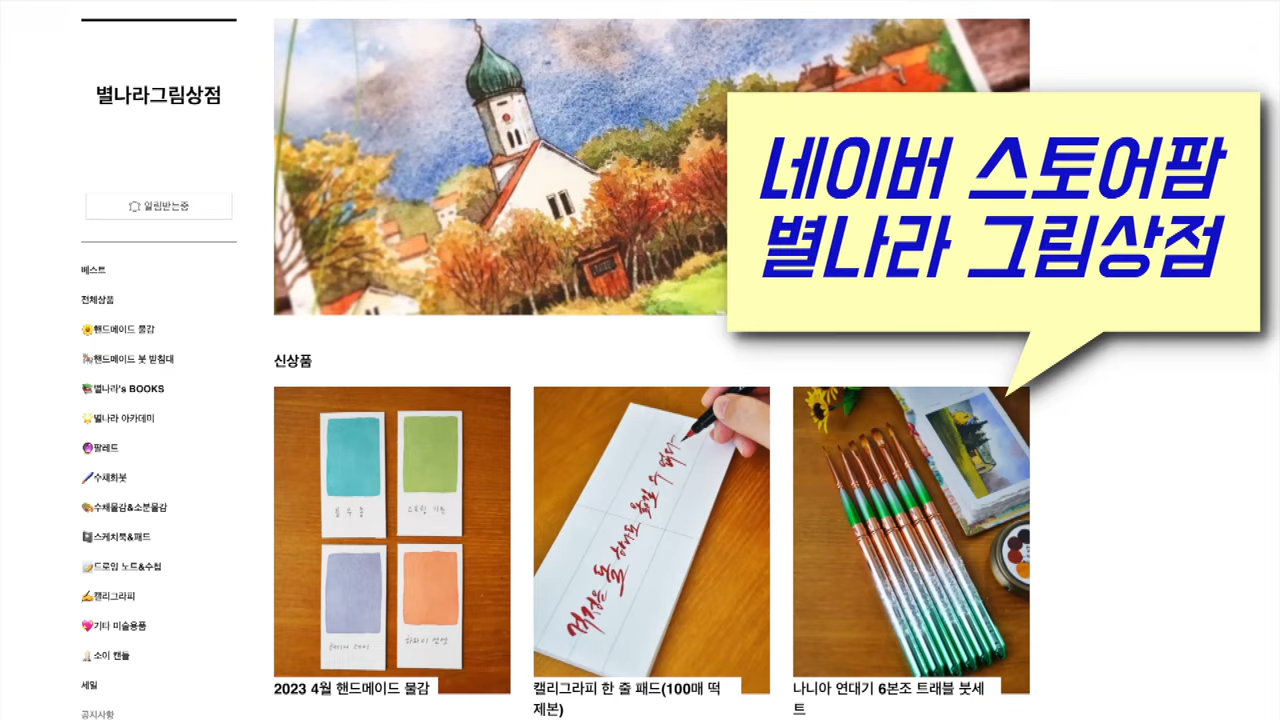 별나라그림상점
알림받는중
베스트
전체상품
핸드메이드 물감
핸드메이드 붓 받침대
별나라's BOOKS
별나라 아카데미
팔레트
수채화붓
수채물감&소분물감
스케치북&패드
드로잉 노트&수첩
캘리그라피
기타 미술용품
소이 캔들
세일
공지사항
네이버 스토어팜
별나라 그림상점
신상품
2023 4월 핸드메이드 물감
캘리그라피 한 줄 패드(100매 떡
제본)
나니아 연대기 6본조 트래블 붓세
트